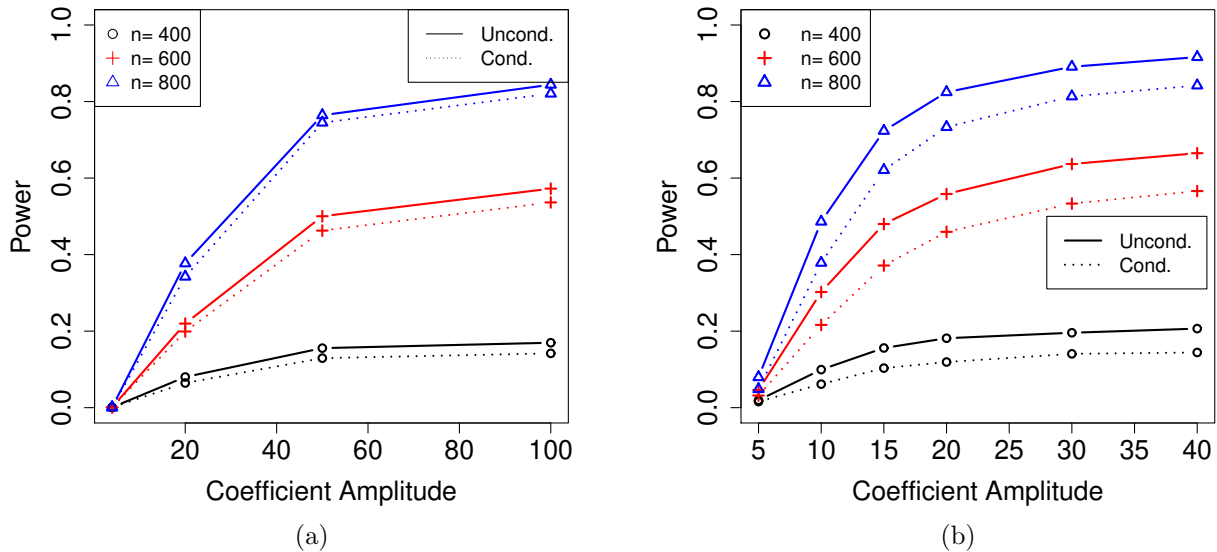 n= 400
n= 600
n= 800
Uncond.
Cond.
Power
0.0 0.2 0.4 0.6 0.8 1.0
20 40 60 80 100
Coefficient Amplitude
(a)
n= 400
n= 600
n= 800
Uncond.
Cond.
Power
0.0 0.2 0.4 0.6 0.8 1.0
5 10 15 20 25 30 35 40
Coefficient Amplitude
(b)